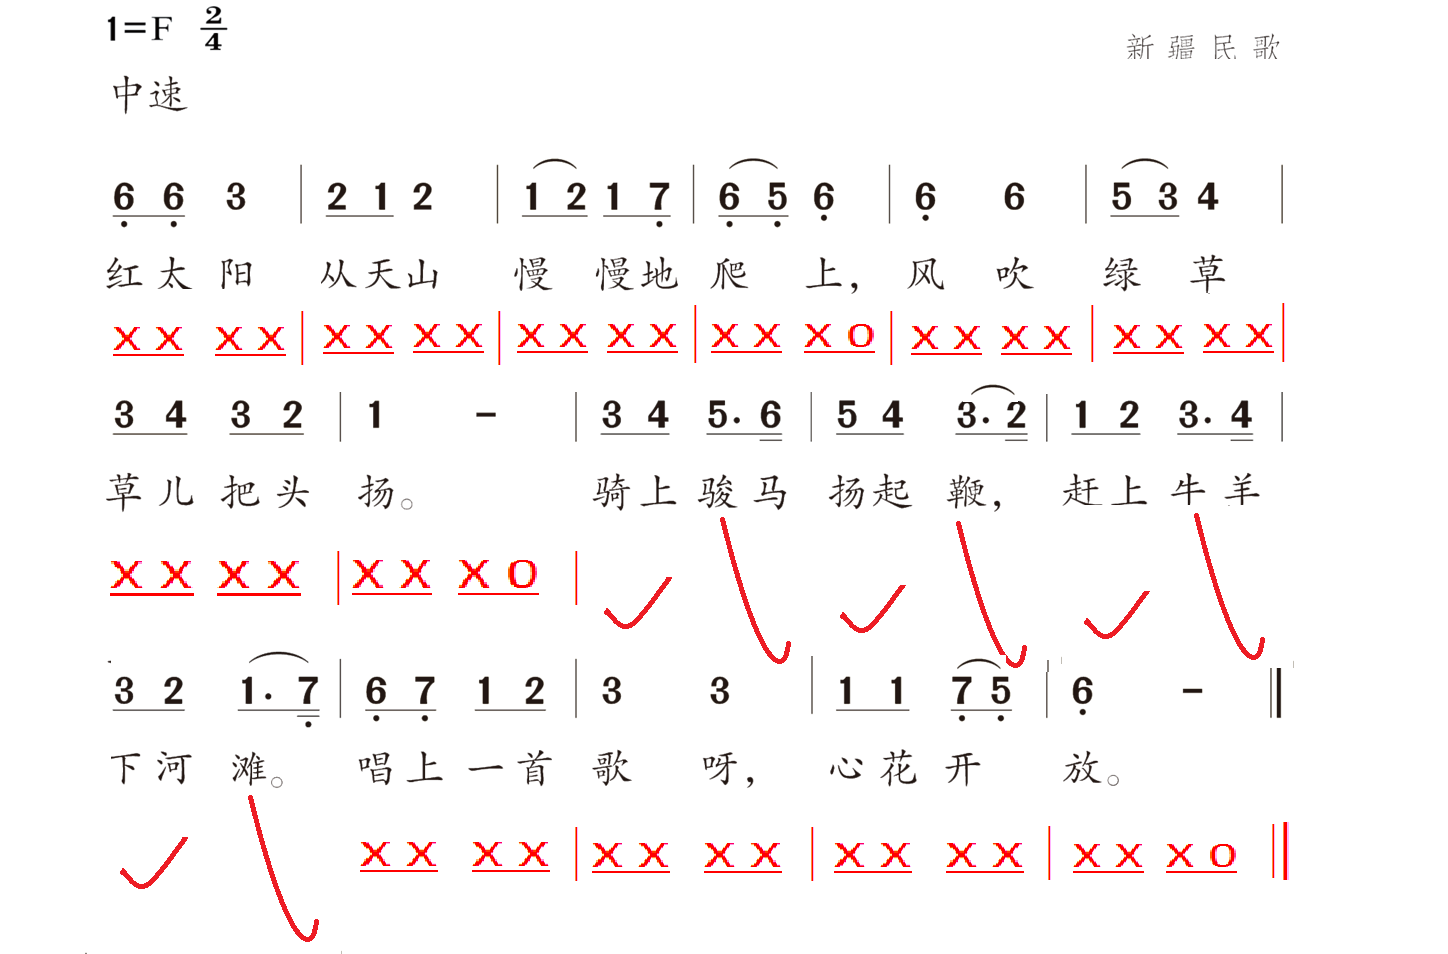 1=F 2/4
新疆民歌
中速
6 6 3 | 2 1 2 | 1 2 1 7 | 6 5 6 | 6 6 | 5 3 4 |
红太阳 从天山 慢 慢地 爬 上，风 吹 绿 草
X X X X | X X X X | X X X X | X X X O | X X X X | X X X X |
3 4 3 2 | 1 - | 3 4 5. 6 | 5 4 3. 2 | 1 2 3. 4 |
草儿把头 扬。 骑上骏马 扬起 鞭， 赶上牛羊
X X X X | X X X O |
3 2 1. 7 | 6 7 1 2 | 3 3 | 1 1 7 5 | 6 - ‖
下河 滩。 唱上一首 歌 呀， 心花 开 放。
X X X X | X X X X | X X X X | X X X O ‖